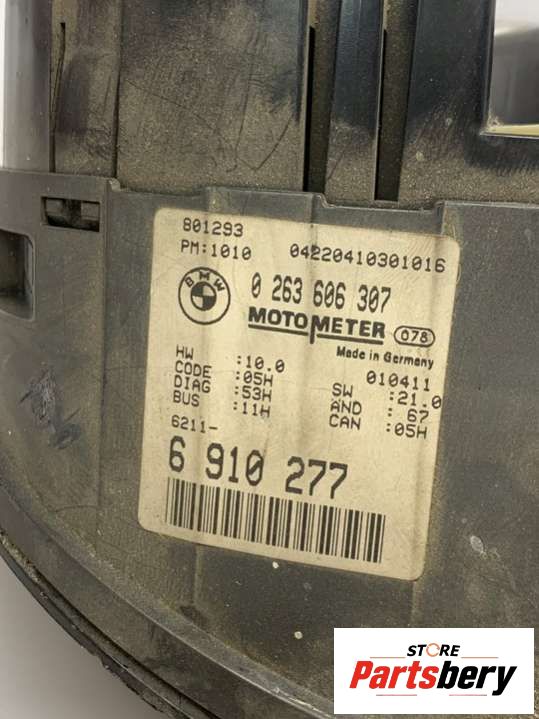 801293
PM:1010 04220410301016
BMW
0 263 606 307
MOTOMETER 078
Made in Germany
010411
HW :10.0
CODE :05H SW :21.0
DIAG :53H AND : 67
BUS :11H CAN :05H
6211-
6 910 277
STORE
Partsbery